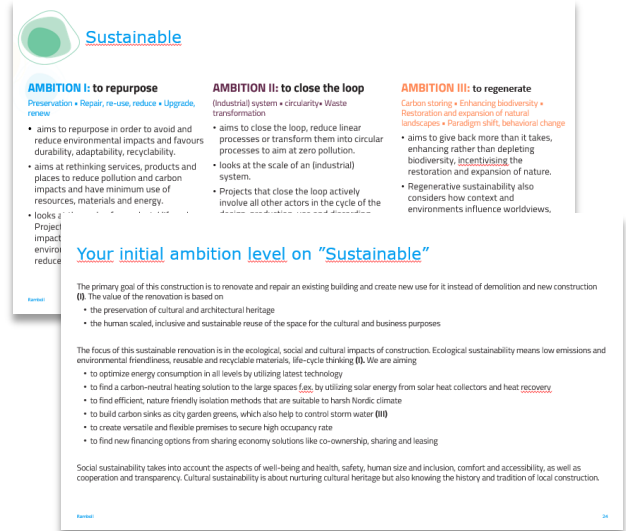 Sustainable
AMBITION I: to repurpose
Preservation • Repair, re-use, reduce • Upgrade,
renew
• aims to repurpose in order to avoid and
reduce environmental impacts and favours
durability, adaptability, recyclability.
• aims at rethinking services, products and
places to reduce pollution and carbon
impacts and have minimum use of
resources, materials and energy.
• looks
Project
impact
enviro
reduce
Kambel:
AMBITION II: to close the loop
(Industrial) system • circularity• Waste
transformation
• aims to close the loop, reduce linear
processes or transform them into circular
processes to aim at zero pollution.
• looks at the scale of an (industrial)
system.
• Projects that close the loop actively
involve all other actors in the cycle of the
design, production, use and discarding
AMBITION III: to regenerate
Carbon storing • Enhancing biodiversity •
Restoration and expansion of natural
landscapes • Paradigm shift, behavioral change
• aims to give back more than it takes,
enhancing rather than depleting
biodiversity, incentivising the
restoration and expansion of nature.
• Regenerative sustainability also
considers how context and
environments influence worldviews,
Your initial ambition level on ”Sustainable”
The primary goal of this construction is to renovate and repair an existing building and create new use for it instead of demolition and new construction
(I). The value of the renovation is based on
• the preservation of cultural and architectural heritage
• the human scaled, inclusive and sustainable reuse of the space for the cultural and business purposes
The focus of this sustainable renovation is in the ecological, social and cultural impacts of construction. Ecological sustainability means low emissions and
environmental friendliness, reusable and recyclable materials, life-cycle thinking (I). We are aiming
• to optimize energy consumption in all levels by utilizing latest technology
• to find a carbon-neutral heating solution to the large spaces f.ex. by utilizing solar energy from solar heat collectors and heat recovery
• to find efficient, nature friendly isolation methods that are suitable to harsh Nordic climate
• to build carbon sinks as city garden greens, which also help to control storm water (III)
• to create versatile and flexible premises to secure high occupancy rate
• to find new financing options from sharing economy solutions like co-ownership, sharing and leasing
Social sustainability takes into account the aspects of well-being and health, safety, human size and inclusion, comfort and accessibility, as well as
cooperation and transparency. Cultural sustainability is about nurturing cultural heritage but also knowing the history and tradition of local construction.
Kambel:
24